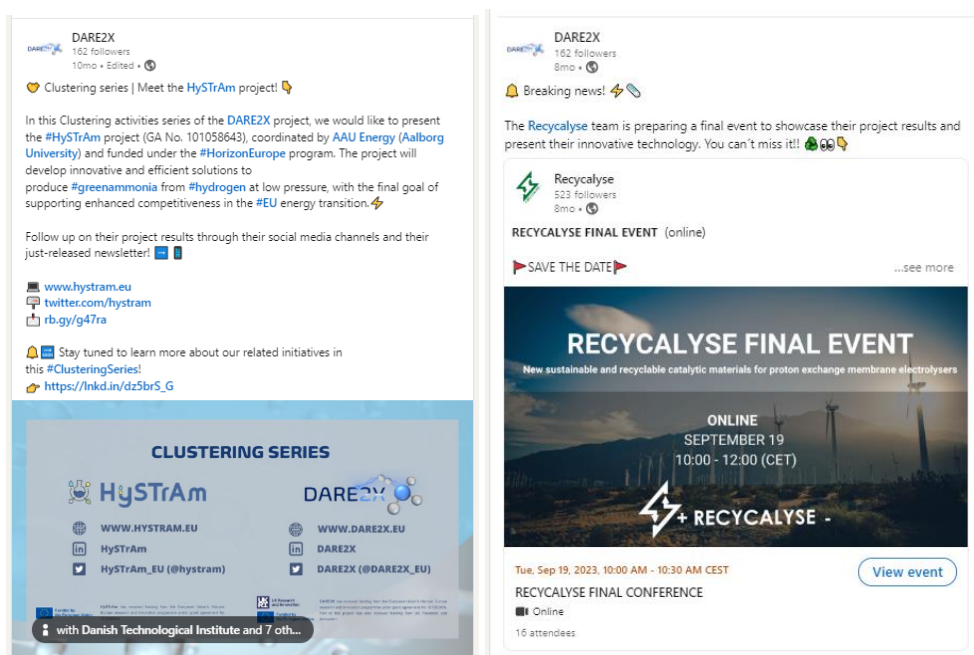 DARE2X
162 followers
10mo • Edited •
Clustering series | Meet the HySTrAm project!
In this Clustering activities series of the DARE2X project, we would like to present
the #HySTrAm project (GA No. 101058643), coordinated by AAU Energy (Aalborg
University) and funded under the #HorizonEurope program. The project will
develop innovative and efficient solutions to
produce #greenammonia from #hydrogen at low pressure, with the final goal of
supporting enhanced competitiveness in the #EU energy transition.⚡
Follow up on their project results through their social media channels and their
just-released newsletter!
www.hystram.eu
twitter.com/hystram
rb.gy/g47ra
Stay tuned to learn more about our related initiatives in
this #ClusteringSeries!
https://lnkd.in/dz5brS_G
CLUSTERING SERIES
HySTrAm
WWW.HYSTRAM.EU
HySTrAm
HySTrAm_EU (@hystram)
DARE2X
WWW.DARE2X.EU
DARE2X
DARE2X (@DARE2X_EU)
with Danish Technological Institute and 7 oth...
DARE2X
162 followers
8mo •
Breaking news! ⚡
The Recycalyse team is preparing a final event to showcase their project results and
present their innovative technology. You can´t miss it!!
Recycalyse
523 followers
8mo •
RECYCALYSE FINAL EVENT (online)
SAVE THE DATE
...see more
RECYCALYSE FINAL EVENT
New sustainable and recyclable catalytic materials for proton exchange membrane electrolysers
ONLINE
SEPTEMBER 19
10:00 - 12:00 (CET)
+ RECYCALYSE -
Tue, Sep 19, 2023, 10:00 AM - 10:30 AM CEST
View event
RECYCALYSE FINAL CONFERENCE
Online
16 attendees